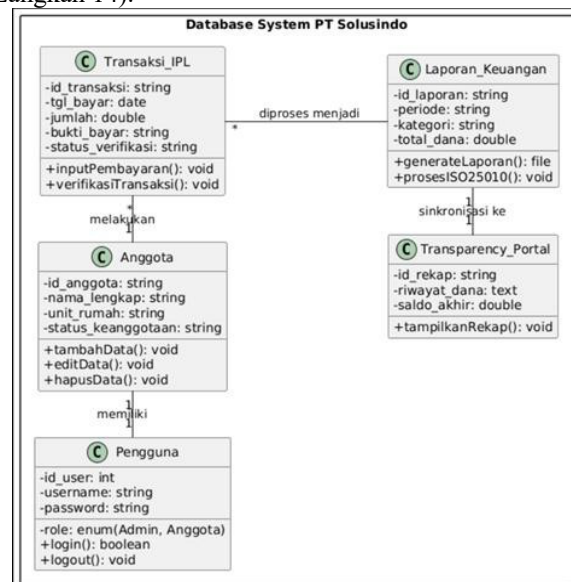 Langkah 14).
Database System PT Solusindo
C Transaksi_IPL
-id_transaksi: string
-tgl_bayar: date
-jumlah: double
-bukti_bayar: string
-status_verifikasi: string
+inputPembayaran(): void
+verifikasiTransaksi(): void
diproses menjadi
*
C Laporan_Keuangan
-id_laporan: string
-periode: string
-kategori: string
-total_dana: double
+generateLaporan(): file
+prosesISO25010(): void
*
melakukan
1
1
sinkronisasi ke
1
C Anggota
-id_anggota: string
-nama_lengkap: string
-unit_rumah: string
-status_keanggotaan: string
+tambahData(): void
+editData(): void
+hapusData(): void
C Transparency_Portal
-id_rekap: string
-riwayat_dana: text
-saldo_akhir: double
+tampilkanRekap(): void
1
memiliki
1
C Pengguna
-id_user: int
-username: string
-password: string
-role: enum(Admin, Anggota)
+login(): boolean
+logout(): void